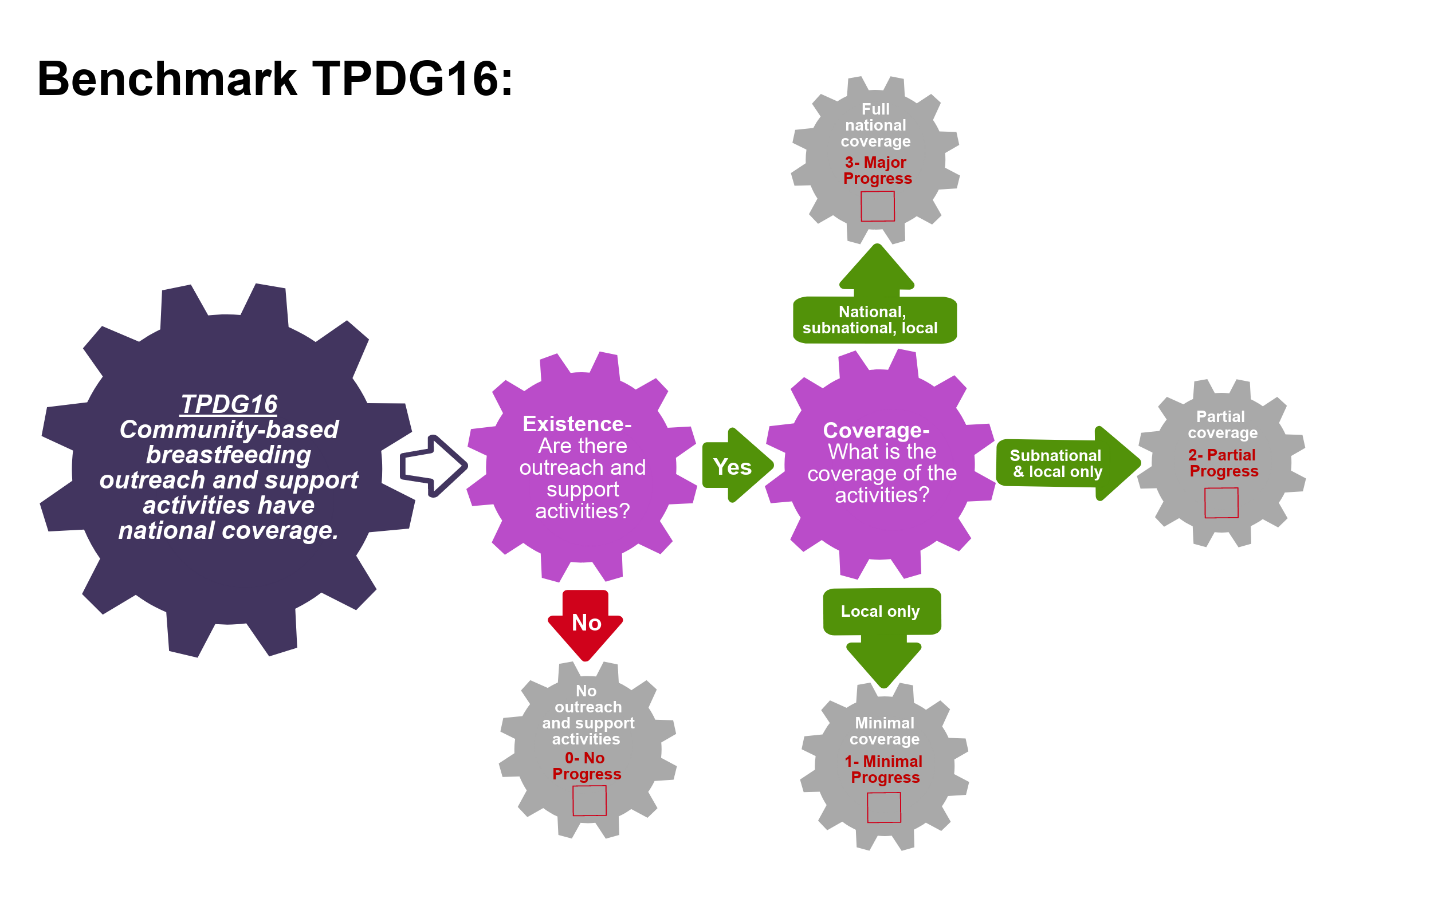 Benchmark TPDG16:
TPDG16
Community-based
breastfeeding
outreach and support
activities have
national coverage.
Existence-
Are there
outreach and
support
activities?
Yes
No
No
outreach
and support
activities
0- No
Progress
Coverage-
What is the
coverage of the
activities?
National,
subnational, local
Full
national
coverage
3- Major
Progress
Subnational
& local only
Partial
coverage
2- Partial
Progress
Local only
Minimal
coverage
1- Minimal
Progress